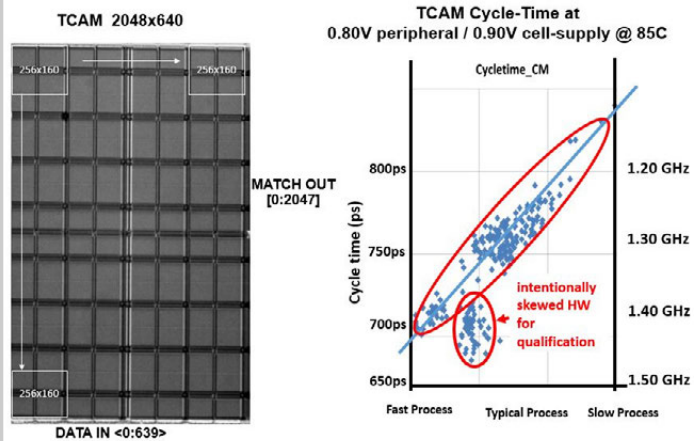 TCAM 2048x640
256x160
256x160
256x160
MATCH OUT
[0:2047]
DATA IN <0:639>
TCAM Cycle-Time at
0.80V peripheral / 0.90V cell-supply @ 85C
Cycletime_CM
Cycle time (ps)
800ps
750ps
700ps
650ps
1.20 GHz
1.30 GHz
1.40 GHz
1.50 GHz
intentionally
skewed HW
for
qualification
Fast Process
Typical Process
Slow Process